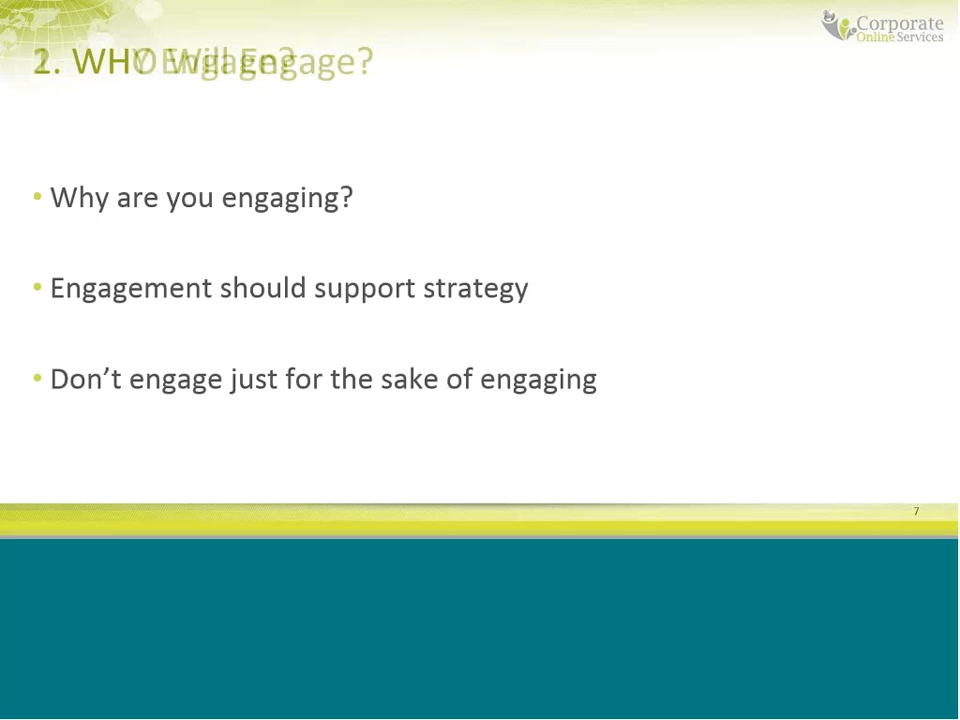 Corporate
Online Services
Why are you engaging?
Engagement should support strategy
Don’t engage just for the sake of engaging
7